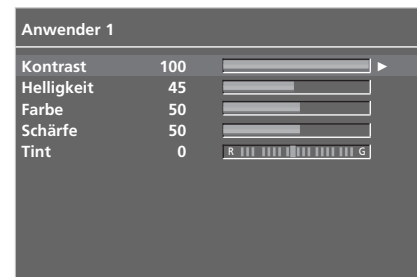 Anwender 1
Kontrast 100
Helligkeit 45
Farbe 50
Schärfe 50
Tint 0 R G